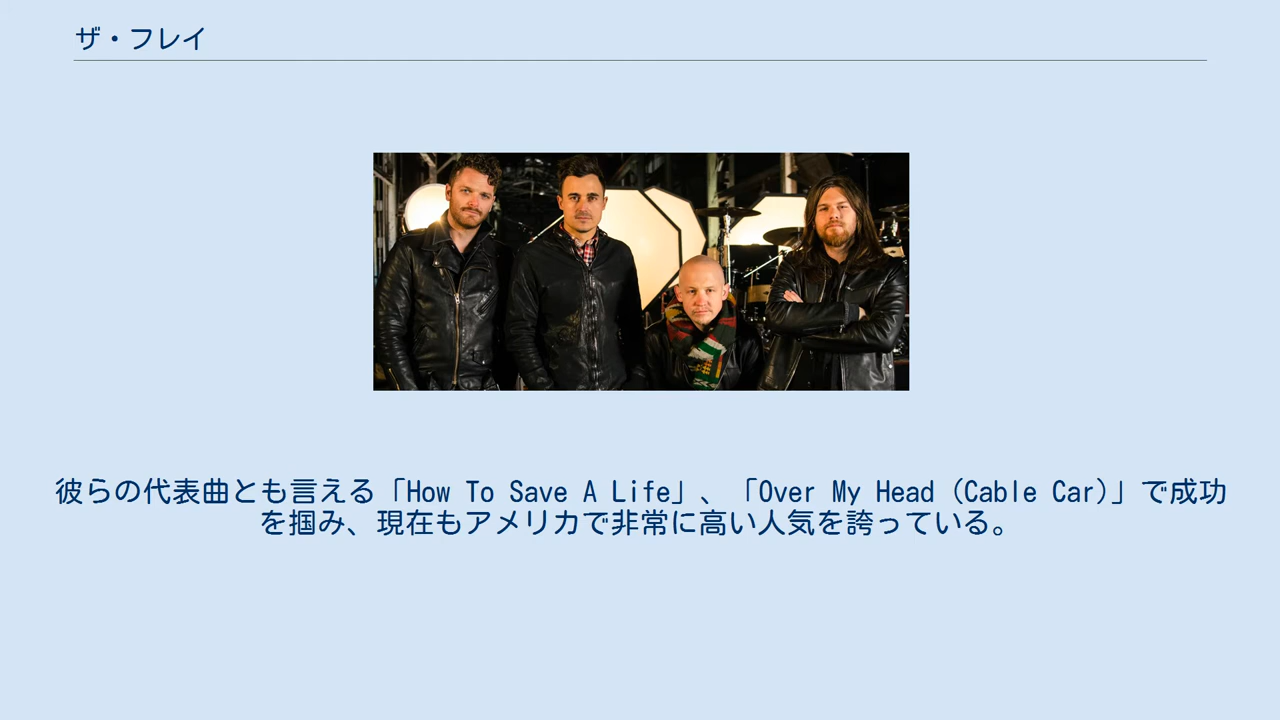 ザ・フレイ
彼らの代表曲とも言える「How To Save A Life」、「Over My Head (Cable Car)」で成功
を掴み、現在もアメリカで非常に高い人気を誇っている。